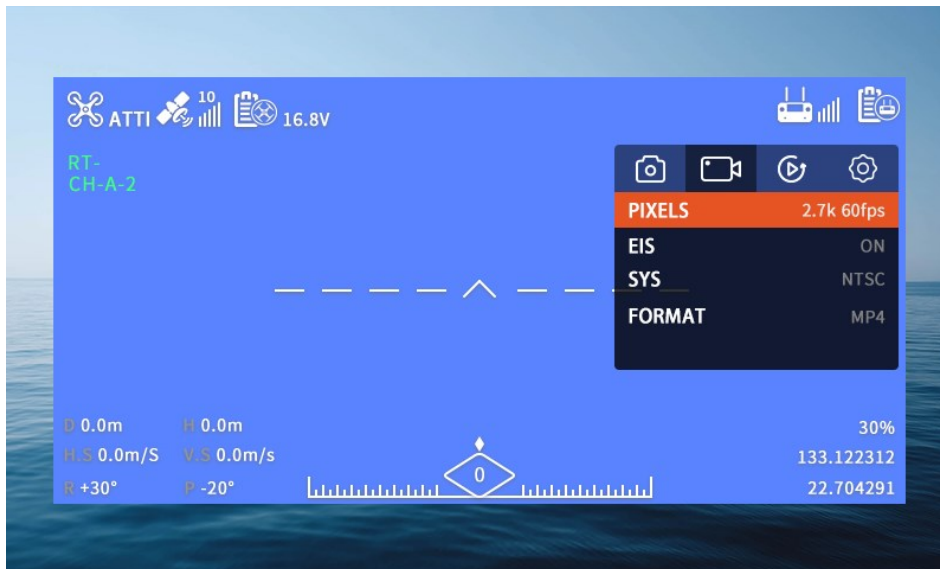 ATTI 10 16.8V
RT-
CH-A-2
PIXELS 2.7k 60fps
EIS ON
SYS NTSC
FORMAT MP4
D 0.0m H 0.0m
30%
H.S 0.0m/S V.S 0.0m/s
133.122312
R +30° P -20°
0
22.704291